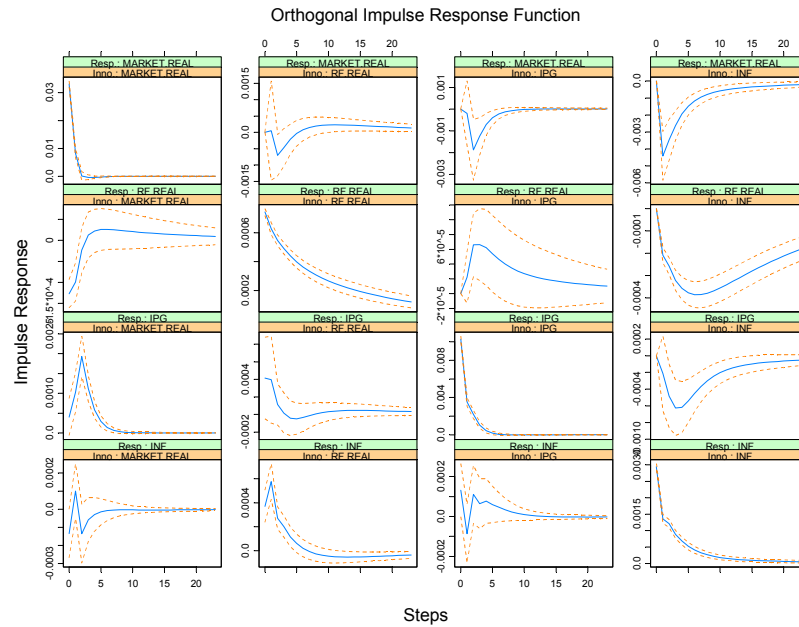 Orthogonal Impulse Response Function
0 5 10 15 20 0 5 10 15 20
Resp.: MARKET.REAL Resp.: MARKET.REAL Resp.: MARKET.REAL Resp.: MARKET.REAL
Inno.: MARKET.REAL Inno.: RF.REAL Inno.: IPG Inno.: INF
0.03 0.0015 0.001 0.0
0.01 0.0 -0.001
0.0 -0.0015 -0.003 -0.006
Resp.: RF.REAL Resp.: RF.REAL Resp.: RF.REAL Resp.: RF.REAL
Inno.: MARKET.REAL Inno.: RF.REAL Inno.: IPG Inno.: INF
0 0.0006 6*10^-5 -0.0001
0.0002 -2*10^-5 -0.0004
Impulse Response
Resp.: IPG Resp.: IPG Resp.: IPG Resp.: IPG
Inno.: MARKET.REAL Inno.: RF.REAL Inno.: IPG Inno.: INF
0.0010 0.008 0.0002
0.0 -0.0002 0.004 -0.0004
0.0 -0.0010
Resp.: INF Resp.: INF Resp.: INF Resp.: INF
Inno.: MARKET.REAL Inno.: RF.REAL Inno.: IPG Inno.: INF
0.0002 0.0004 0.0002 0.0015
-0.0003 0.0 -0.0002 0.0
0 5 10 15 20 0 5 10 15 20
Steps